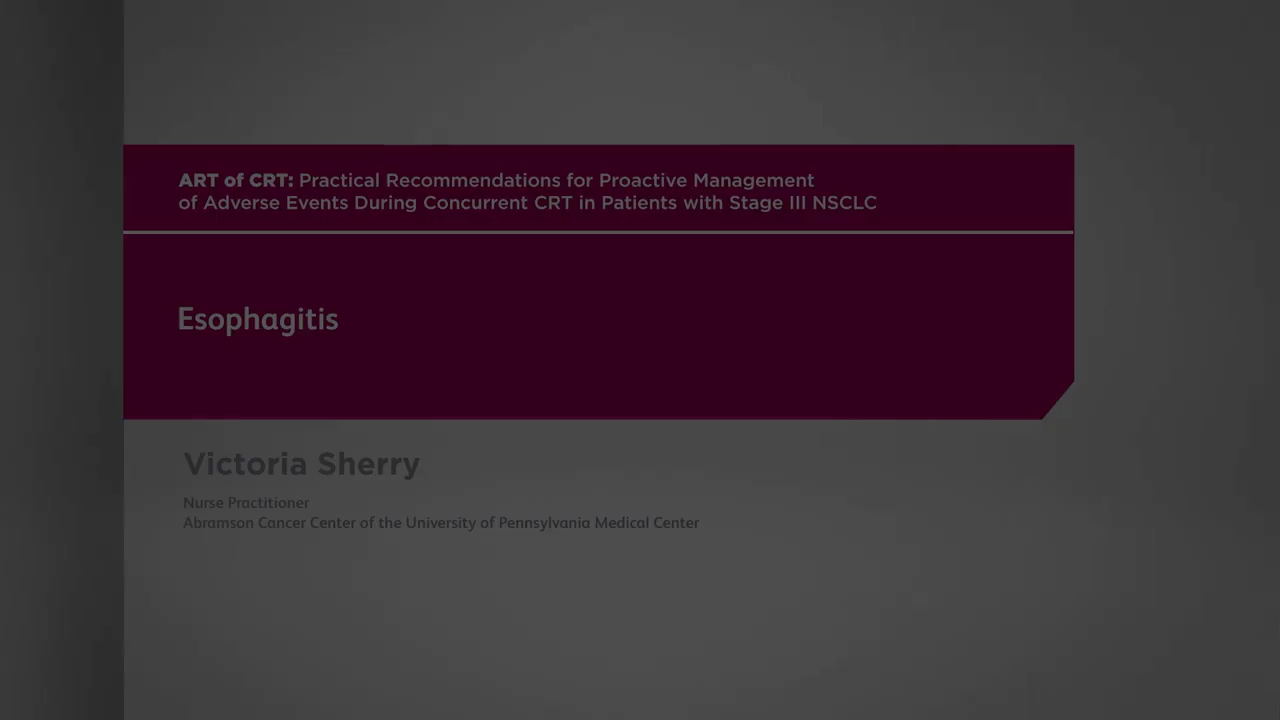 ART of CRT: Practical Recommendations for Proactive Management
of Adverse Events During Concurrent CRT in Patients with Stage III NSCLC
Esophagitis
Victoria Sherry
Nurse Practitioner
Abramson Cancer Center of the University of Pennsylvania Medical Center